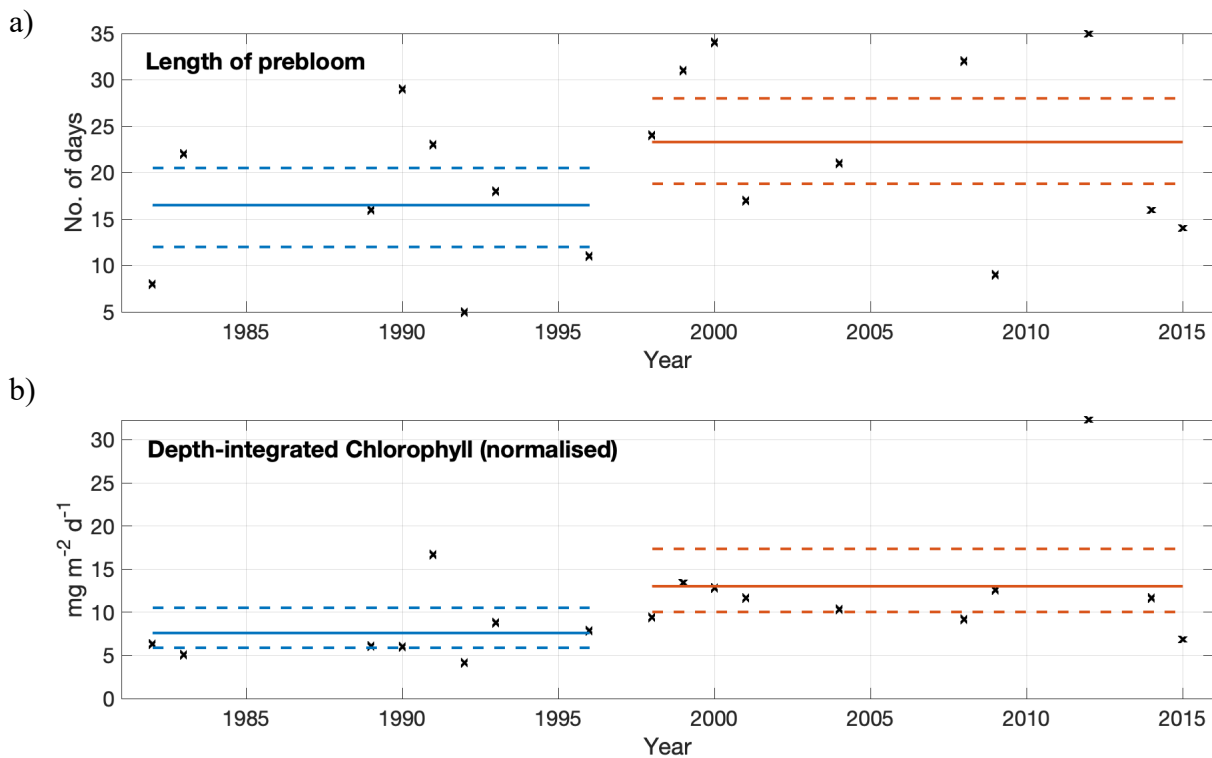 a)
Length of prebloom
No. of days
35
30
25
20
15
10
5
1985 1990 1995 2000 2005 2010 2015
Year
b)
Depth-integrated Chlorophyll (normalised)
mg m⁻² d⁻¹
30
25
20
15
10
5
0
1985 1990 1995 2000 2005 2010 2015
Year